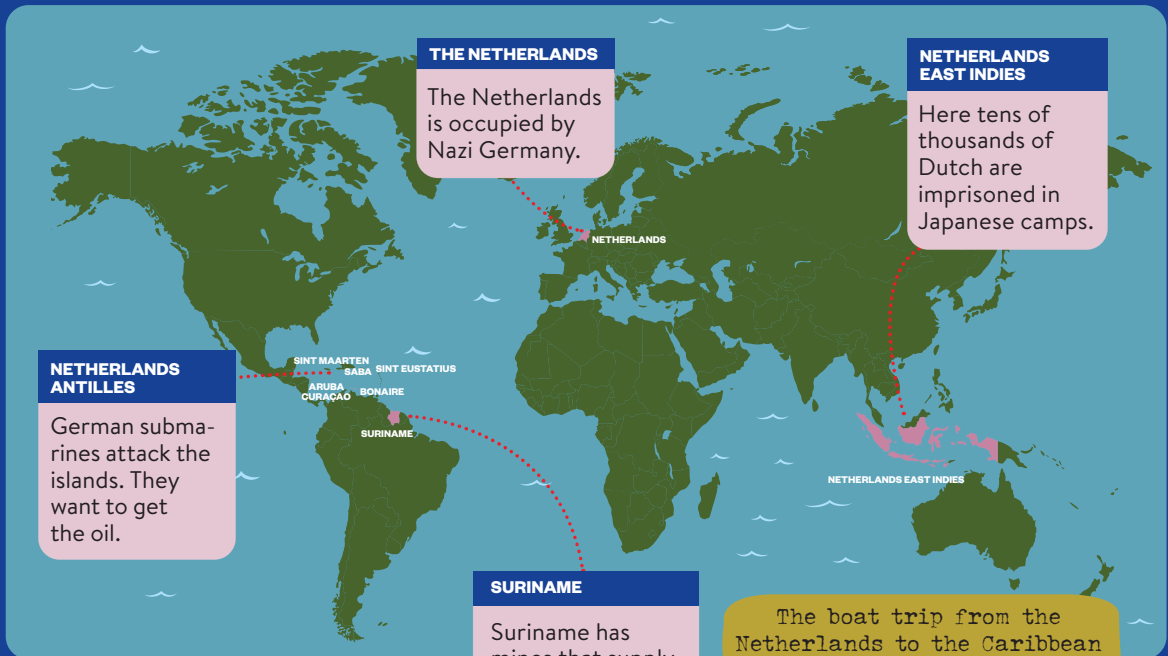 THE NETHERLANDS
The Netherlands
is occupied by
Nazi Germany.
NETHERLANDS
EAST INDIES
Here tens of
thousands of
Dutch are
imprisoned in
Japanese camps.
NETHERLANDS
NETHERLANDS
ANTILLES
German subma-
rines attack the
islands. They
want to get
the oil.
SINT MAARTEN
SABA
SINT EUSTATIUS
ARUBA
CURAÇAO
BONAIRE
SURINAME
NETHERLANDS EAST INDIES
SURINAME
Suriname has
mines that supply
The boat trip from the
Netherlands to the Caribbean